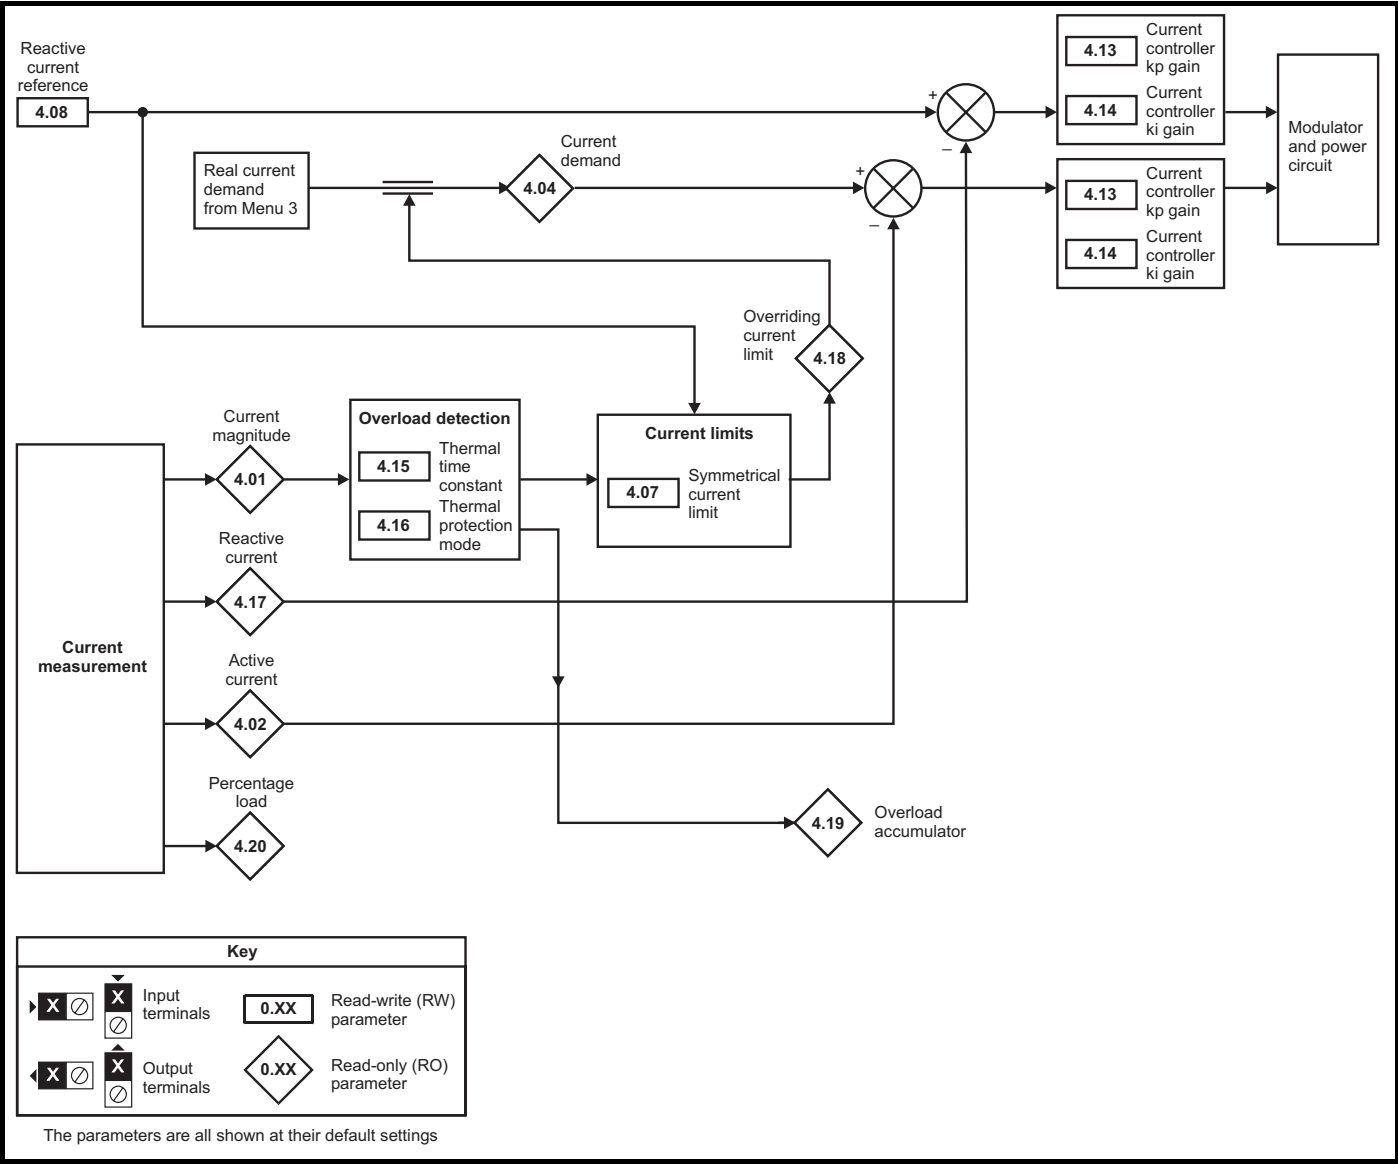 Reactive
current
reference
4.08
Real current
demand
from Menu 3
Current
demand
4.04
+
–
+
–
4.13
Current
controller
kp gain
4.14
Current
controller
ki gain
4.13
Current
controller
kp gain
4.14
Current
controller
ki gain
Modulator
and power
circuit
Overriding
current
limit
4.18
Current
measurement
Current
magnitude
4.01
Overload detection
4.15
Thermal
time
constant
4.16
Thermal
protection
mode
Current limits
4.07
Symmetrical
current
limit
Reactive
current
4.17
Active
current
4.02
Percentage
load
4.20
4.19
Overload
accumulator
Key
X
X
Input
terminals
0.XX
Read-write (RW)
parameter
X
X
Output
terminals
0.XX
Read-only (RO)
parameter
The parameters are all shown at their default settings